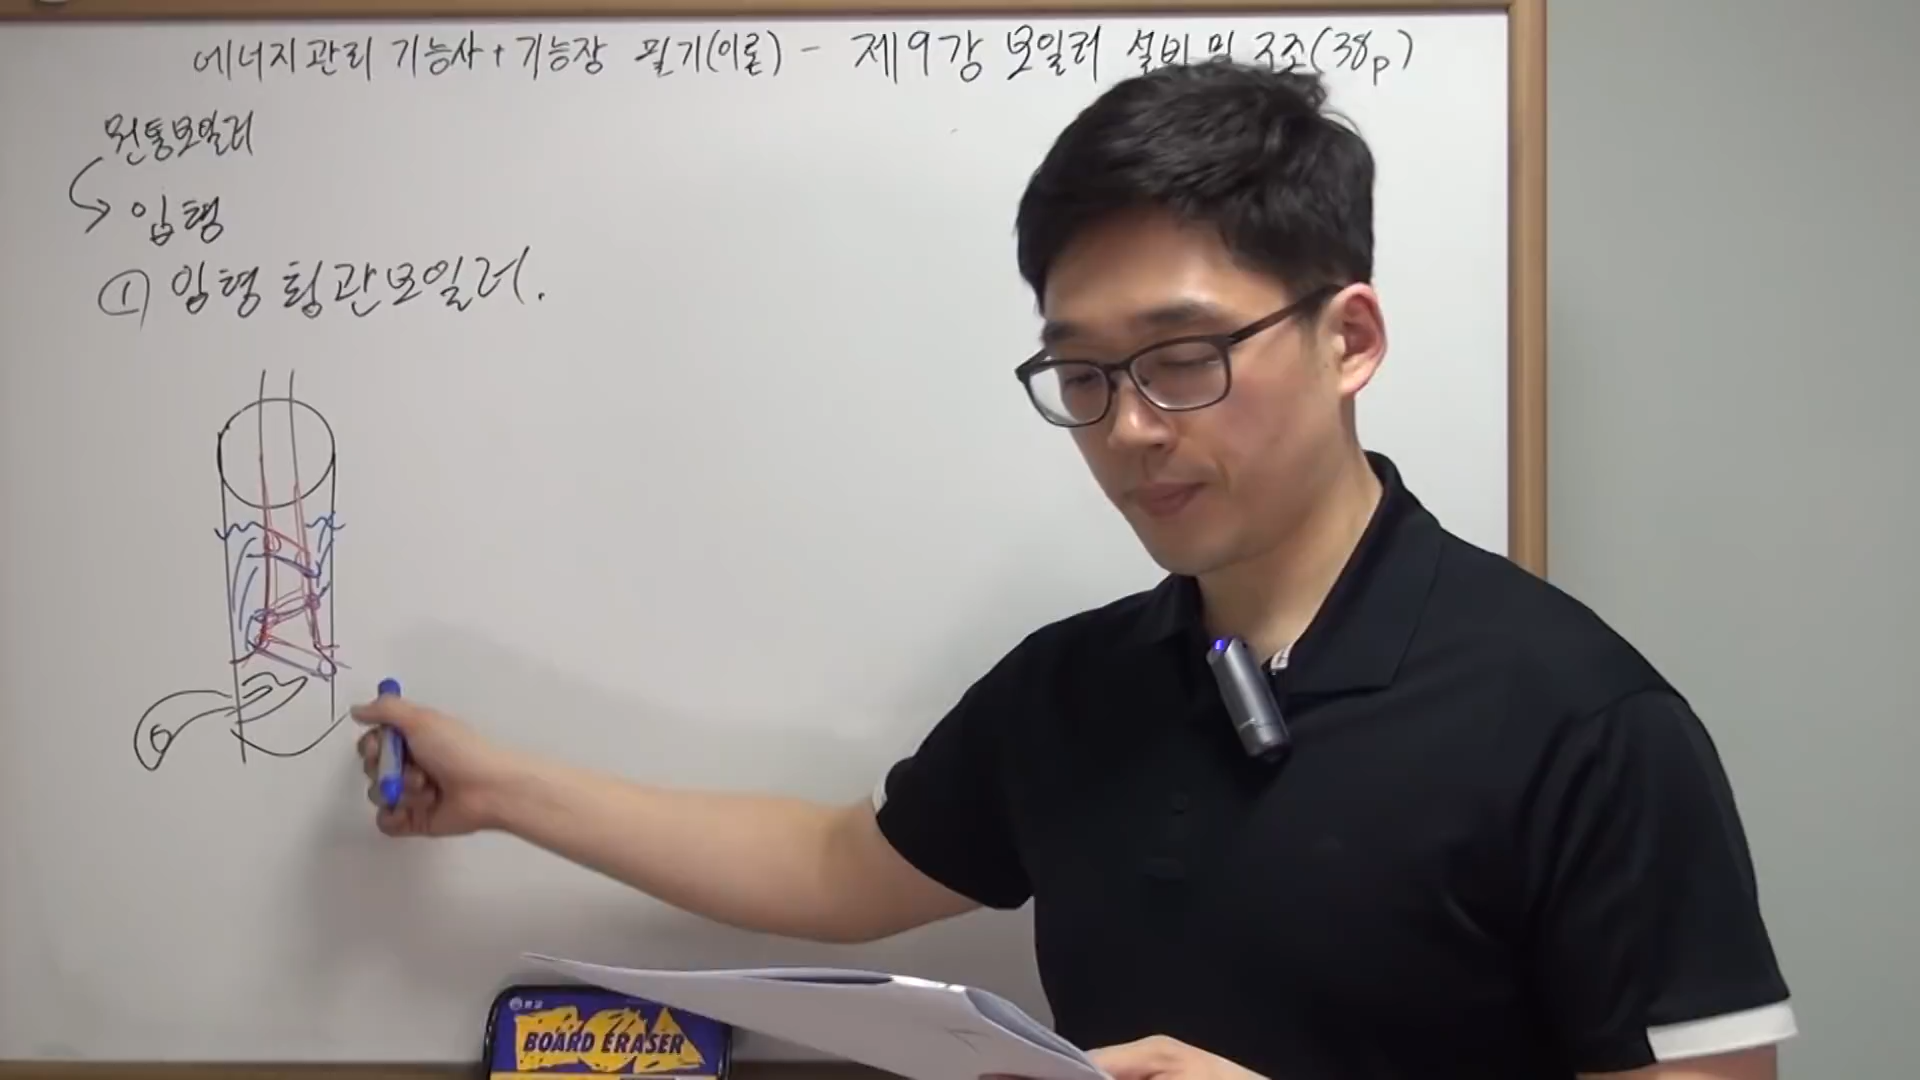 에너지관리 기능사+기능장 필기(이론) - 제9강 보일러 설비 및 구조(38p)
원통보일러
입형
① 입형 횡관보일러.
BOARD ERASER